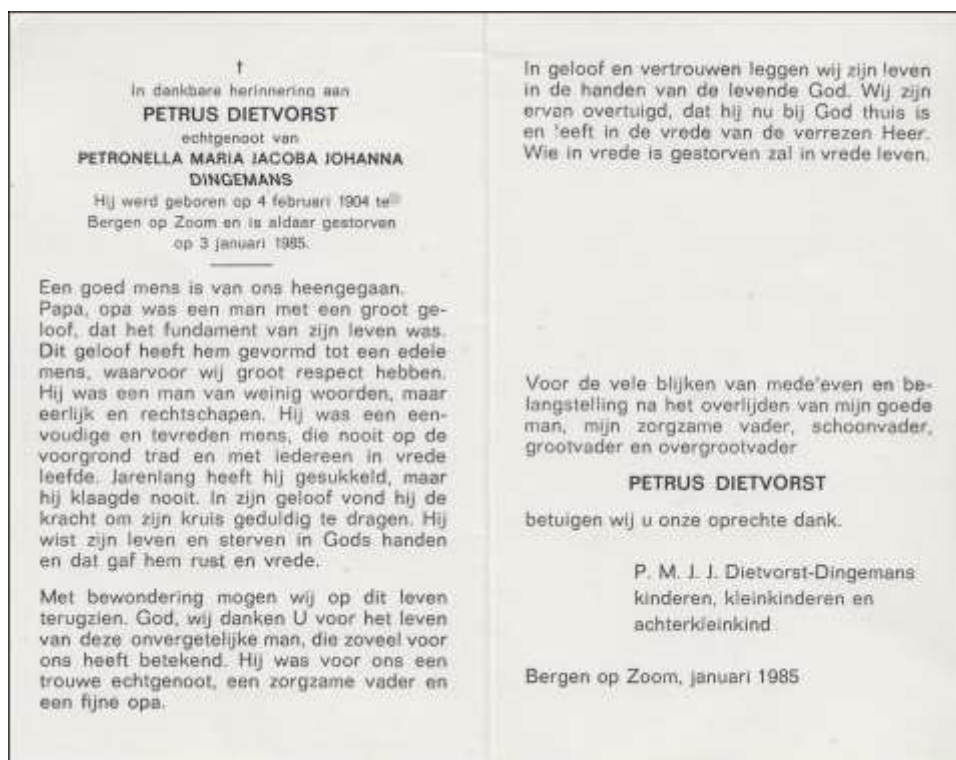 †
In dankbare herinnering aan
PETRUS DIETVORST
echtgenoot van
PETRONELLA MARIA JACOBA JOHANNA
DINGEMANS
Hij werd geboren op 4 februari 1904 te
Bergen op Zoom en is aldaar gestorven
op 3 januari 1985.
Een goed mens is van ons heengegaan.
Papa, opa was een man met een groot ge-
loof, dat het fundament van zijn leven was.
Dit geloof heeft hem gevormd tot een edele
mens, waarvoor wij groot respect hebben.
Hij was een man van weinig woorden, maar
eerlijk en rechtschapen. Hij was een een-
voudige en tevreden mens, die nooit op de
voorgrond trad en met iedereen in vrede
leefde. Jarenlang heeft hij gesukkeld, maar
hij klaagde nooit. In zijn geloof vond hij de
kracht om zijn kruis geduldig te dragen. Hij
wist zijn leven en sterven in Gods handen
en dat gaf hem rust en vrede.
Met bewondering mogen wij op dit leven
terugzien. God, wij danken U voor het leven
van deze onvergetelijke man, die zoveel voor
ons heeft betekend. Hij was voor ons een
trouwe echtgenoot, een zorgzame vader en
een fijne opa.
In geloof en vertrouwen leggen wij zijn leven
in de handen van de levende God. Wij zijn
ervan overtuigd, dat hij nu bij God thuis is
en leeft in de vrede van de verrezen Heer.
Wie in vrede is gestorven zal in vrede leven.
Voor de vele blijken van medeleven en be-
langstelling na het overlijden van mijn goede
man, mijn zorgzame vader, schoonvader,
grootvader en overgrootvader
PETRUS DIETVORST
betuigen wij u onze oprechte dank.
P. M. J. J. Dietvorst-Dingemans
kinderen, kleinkinderen en
achterkleinkind
Bergen op Zoom, januari 1985